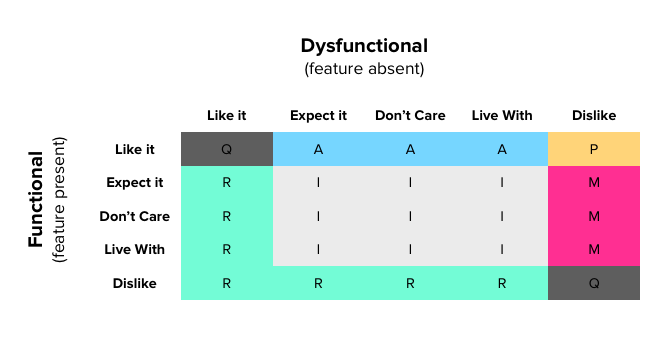 Dysfunctional
(feature absent)
Like it Expect it Don’t Care Live With Dislike
Functional
(feature present)
Like it Q A A A P
Expect it R I I I M
Don’t Care R I I I M
Live With R I I I M
Dislike R R R R Q